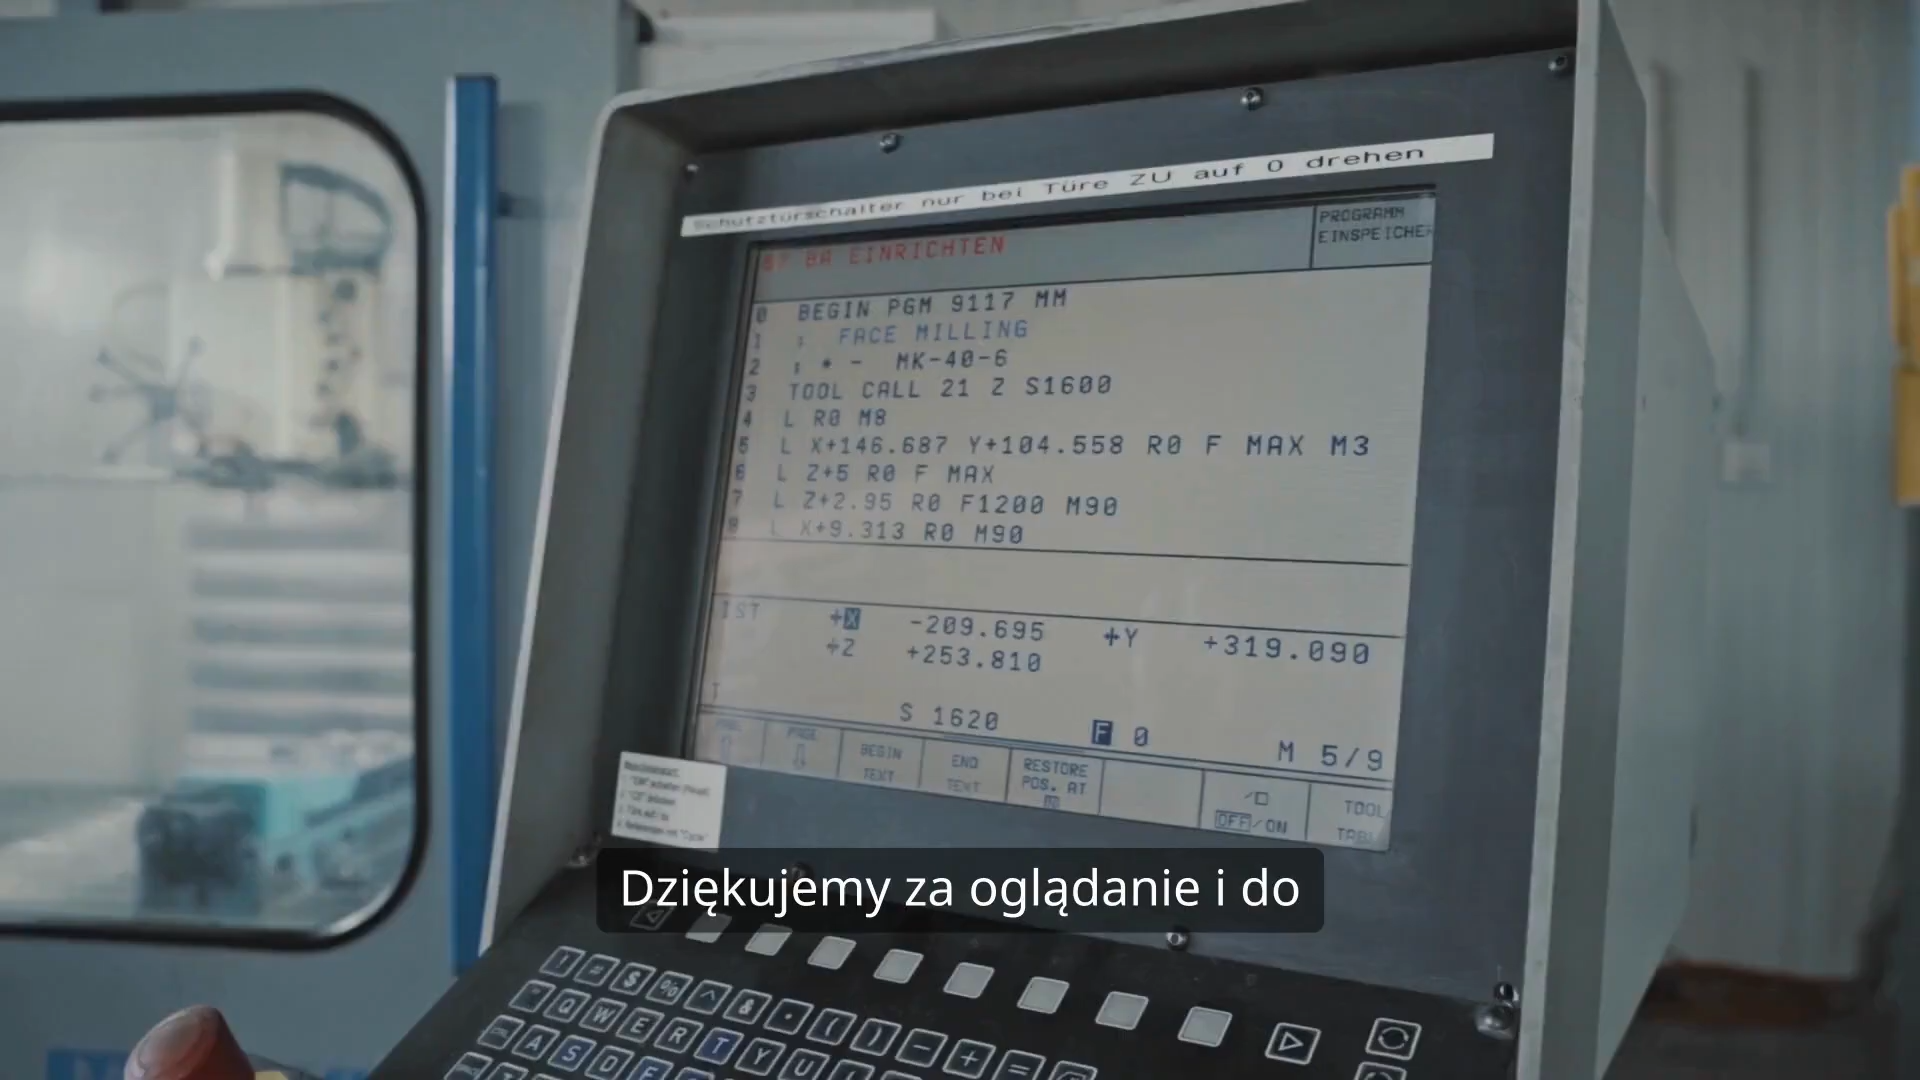 Schutztürschalter nur bei Türe ZU auf 0 drehen
BA EINRICHTEN
PROGRAMM
EINSPEICHER
0 BEGIN PGM 9117 MM
1 ; FACE MILLING
2 ; * - MK-40-6
3 TOOL CALL 21 Z S1600
4 L R0 M8
5 L X+146.687 Y+104.558 R0 F MAX M3
6 L Z+5 R0 F MAX
7 L Z+2.95 R0 F1200 M90
8 L X+9.313 R0 M90
IST +X -209.695 +Y +319.090
+Z +253.810
T
S 1620 F 0 M 5/9
PAGE
BEGIN
TEXT
END
TEXT
RESTORE
POS. AT
N
OFF/ON
TOOL
Dziękujemy za oglądanie i do
! # $ % ^ & * ( ) - + =
Q W E R T Y U
A S D F